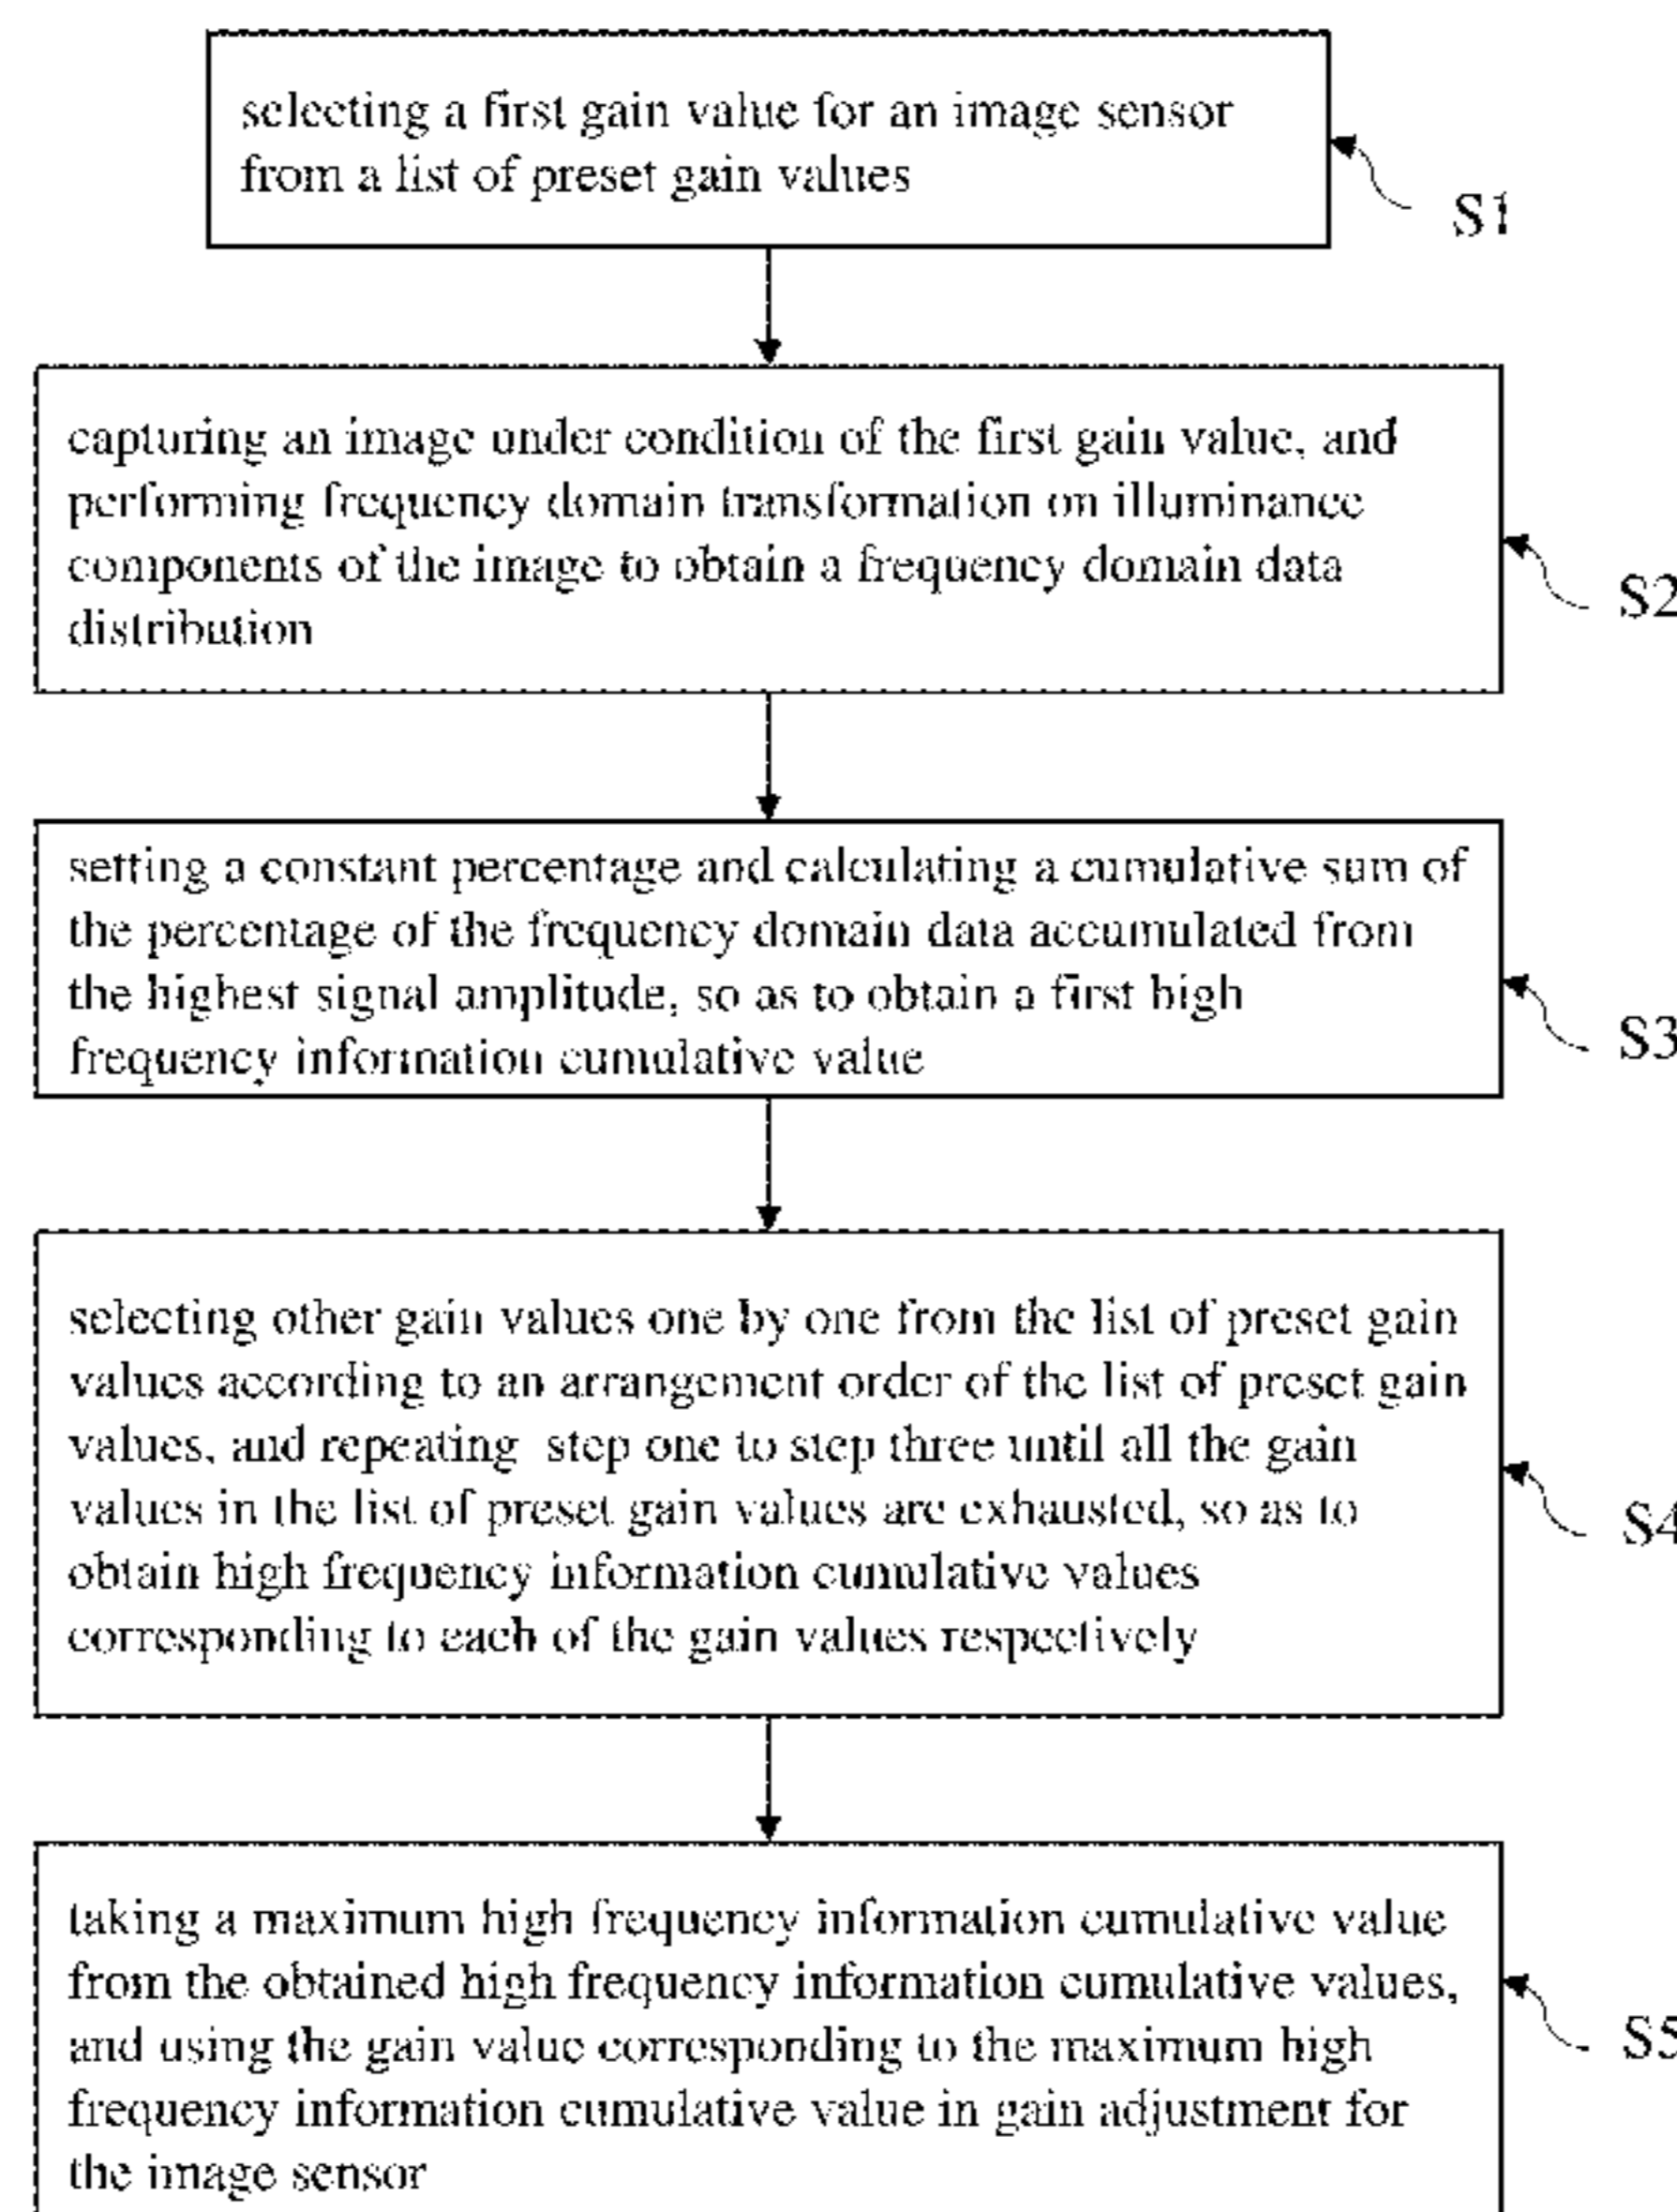 selecting a first gain value for an image sensor
from a list of preset gain values
S1
capturing an image under condition of the first gain value, and
performing frequency domain transformation on illuminance
components of the image to obtain a frequency domain data
distribution
S2
setting a constant percentage and calculating a cumulative sum of
the percentage of the frequency domain data accumulated from
the highest signal amplitude, so as to obtain a first high
frequency information cumulative value
S3
selecting other gain values one by one from the list of preset gain
values according to an arrangement order of the list of preset gain
values, and repeating step one to step three until all the gain
values in the list of preset gain values are exhausted, so as to
obtain high frequency information cumulative values
corresponding to each of the gain values respectively
S4
taking a maximum high frequency information cumulative value
from the obtained high frequency information cumulative values,
and using the gain value corresponding to the maximum high
frequency information cumulative value in gain adjustment for
the image sensor
S5